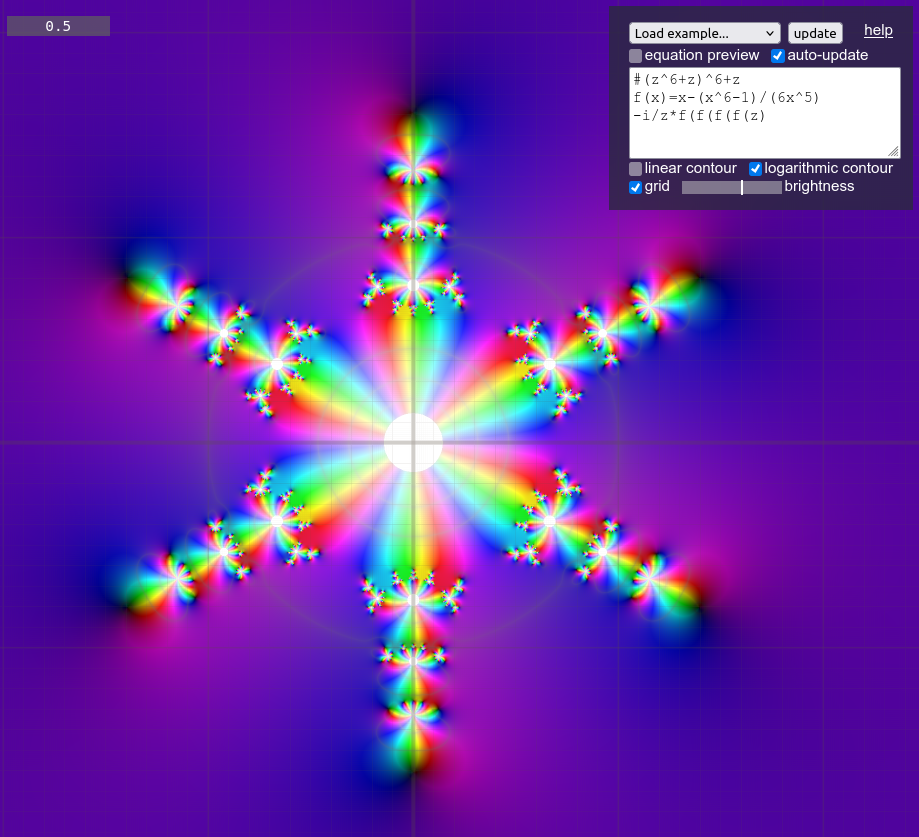 0.5
Load example... update help
equation preview auto-update
#(z^6+z)^6+z
f(x)=x-(x^6-1)/(6x^5)
-i/z*f(f(f(f(z)
linear contour logarithmic contour
grid brightness